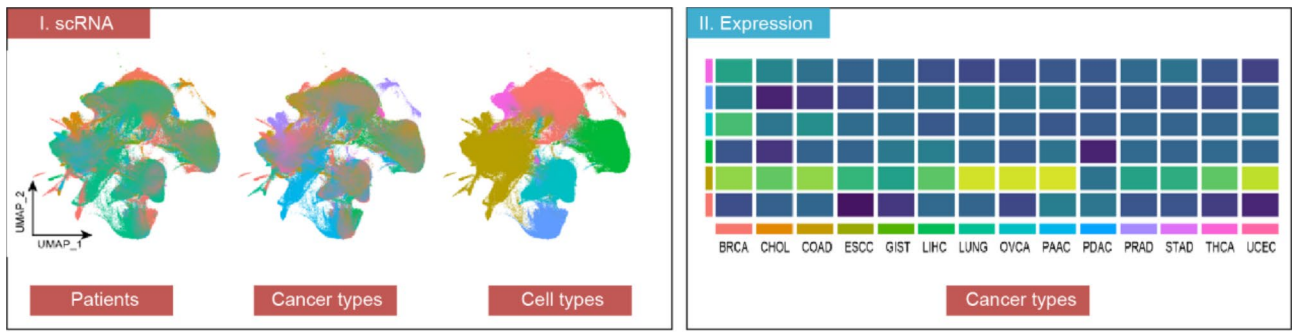 I. scRNA
UMAP_2
UMAP_1
Patients
Cancer types
Cell types
II. Expression
BRCA CHOL COAD ESCC GIST LIHC LUNG OVCA PAAC PDAC PRAD STAD THCA UCEC
Cancer types